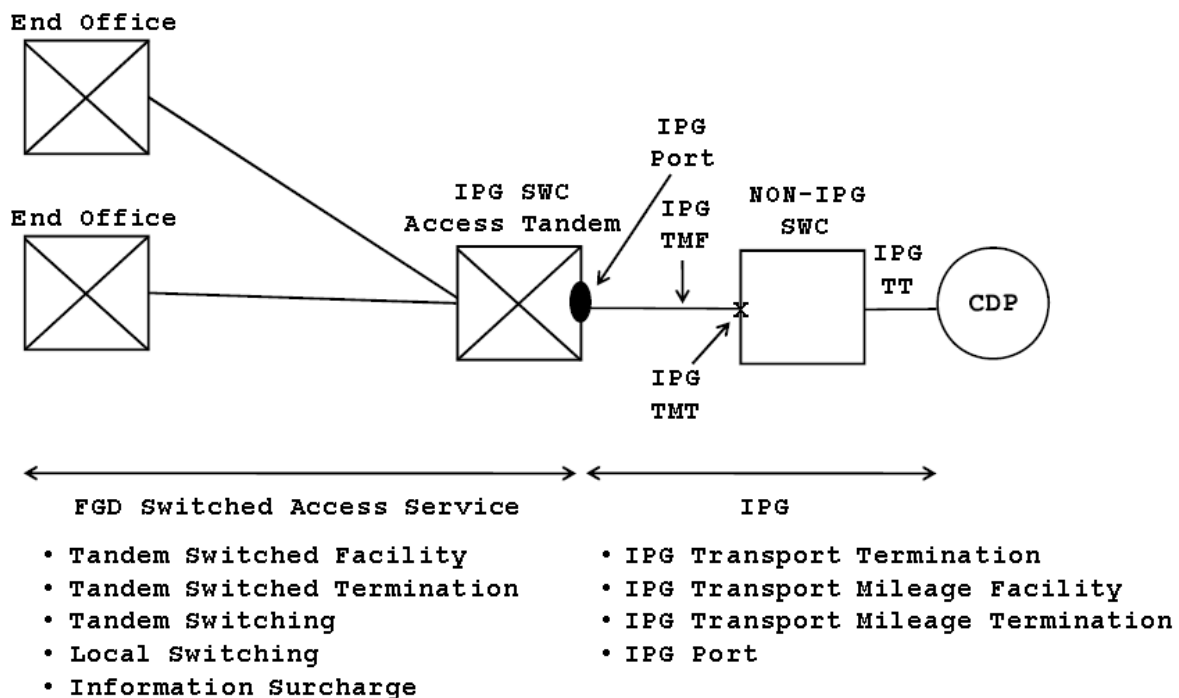 End Office
End Office
IPG SWC
Access Tandem
IPG
Port
IPG
TMF
IPG
TMT
NON-IPG
SWC
IPG
TT
CDP
FGD Switched Access Service
• Tandem Switched Facility
• Tandem Switched Termination
• Tandem Switching
• Local Switching
• Information Surcharge
IPG
• IPG Transport Termination
• IPG Transport Mileage Facility
• IPG Transport Mileage Termination
• IPG Port